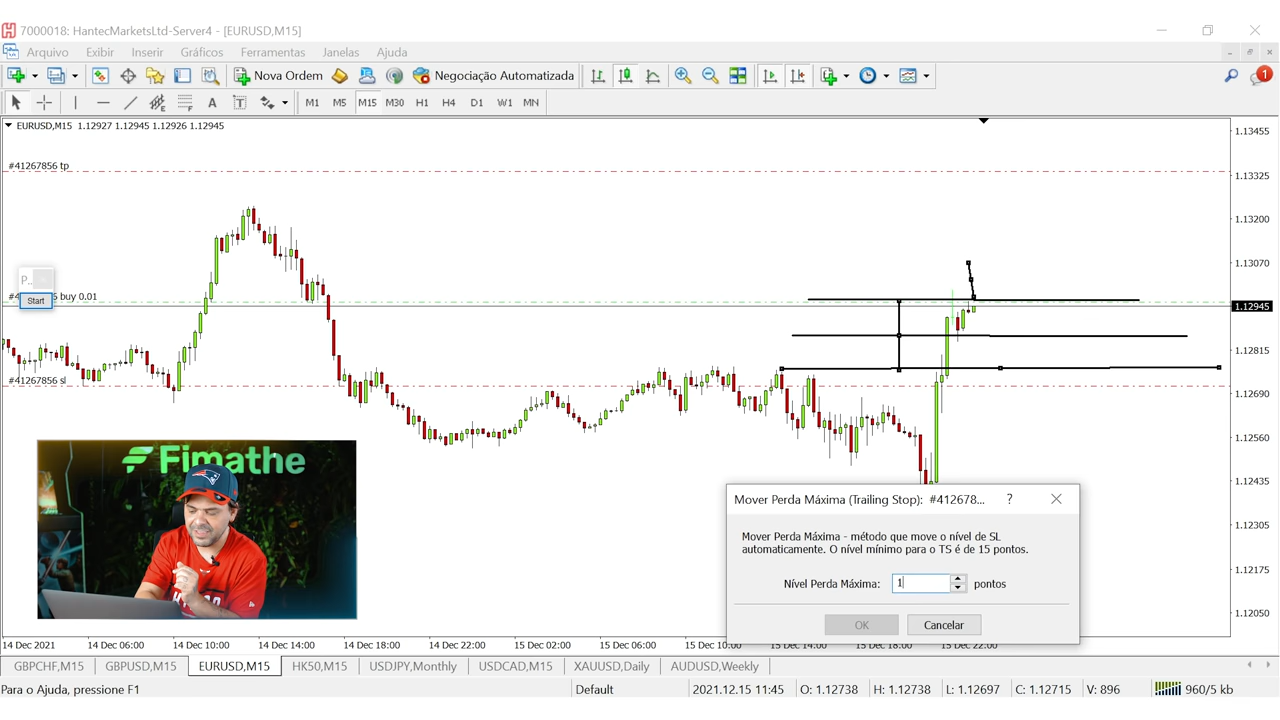 7000018: HantecMarketsLtd-Server4 - [EURUSD,M15]
Arquivo Exibir Inserir Gráficos Ferramentas Janelas Ajuda
Nova Ordem Negociação Automatizada
1
A T M1 M5 M15 M30 H1 H4 D1 W1 MN
EURUSD,M15 1.12927 1.12945 1.12926 1.12945
1.13455
#41267856 tp
1.13325
1.13200
1.13070
P..
buy 0.01
Start
1.12945
1.12815
#41267856 sl
1.12690
1.12560
1.12435
1.12305
1.12175
1.12050
Fimathe
Mover Perda Máxima (Trailing Stop): #412678... ?
Mover Perda Máxima - método que move o nível de SL
automaticamente. O nível mínimo para o TS é de 15 pontos.
Nível Perda Máxima: 1 pontos
OK Cancelar
14 Dec 2021 14 Dec 06:00 14 Dec 10:00 14 Dec 14:00 14 Dec 18:00 14 Dec 22:00 15 Dec 02:00 15 Dec 06:00 15 Dec 10:00 15 Dec 14:00 15 Dec 18:00 15 Dec 22:00
GBPCHF,M15 GBPUSD,M15 EURUSD,M15 HK50,M15 USDJPY,Monthly USDCAD,M15 XAUUSD,Daily AUDUSD,Weekly
Para o Ajuda, pressione F1 Default 2021.12.15 11:45 O: 1.12738 H: 1.12738 L: 1.12697 C: 1.12715 V: 896 960/5 kb